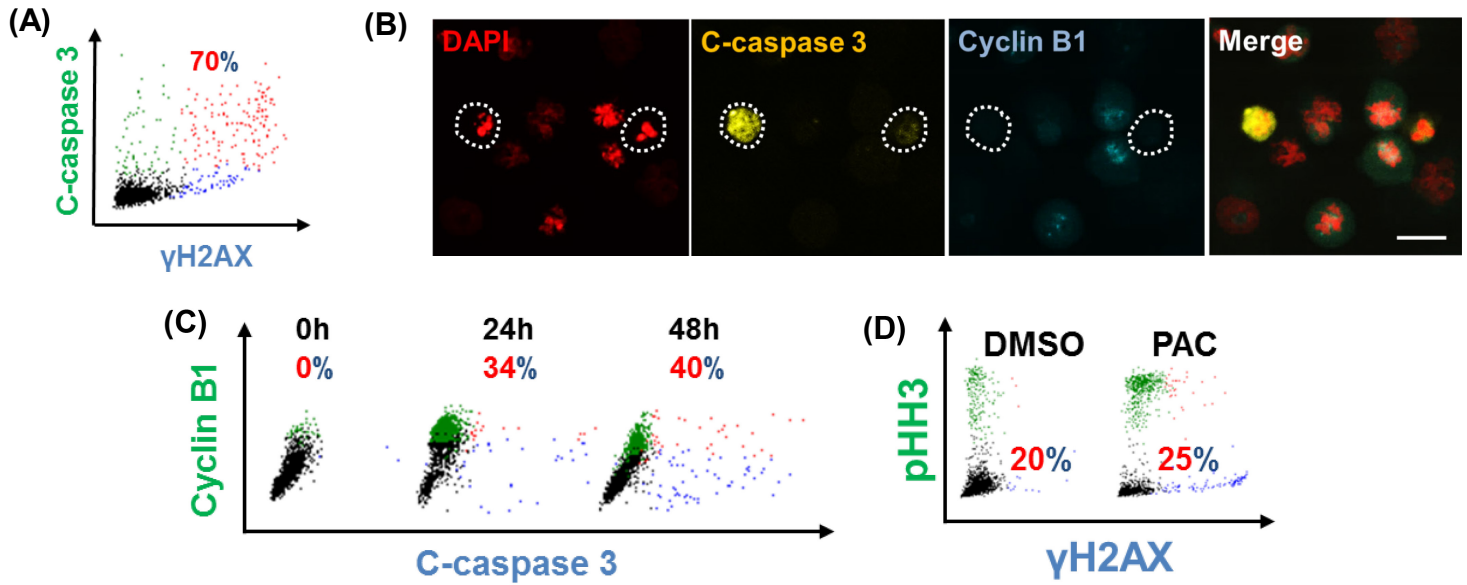 (A)
C-caspase 3
70%
γH2AX
(B)
DAPI
C-caspase 3
Cyclin B1
Merge
(C)
Cyclin B1
0h
24h
48h
0%
34%
40%
C-caspase 3
(D)
pHH3
DMSO
PAC
20%
25%
γH2AX